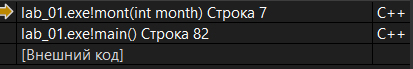 lab_01.exe!mont(int month) Строка 7 C++
lab_01.exe!main() Строка 82 C++
[Внешний код]